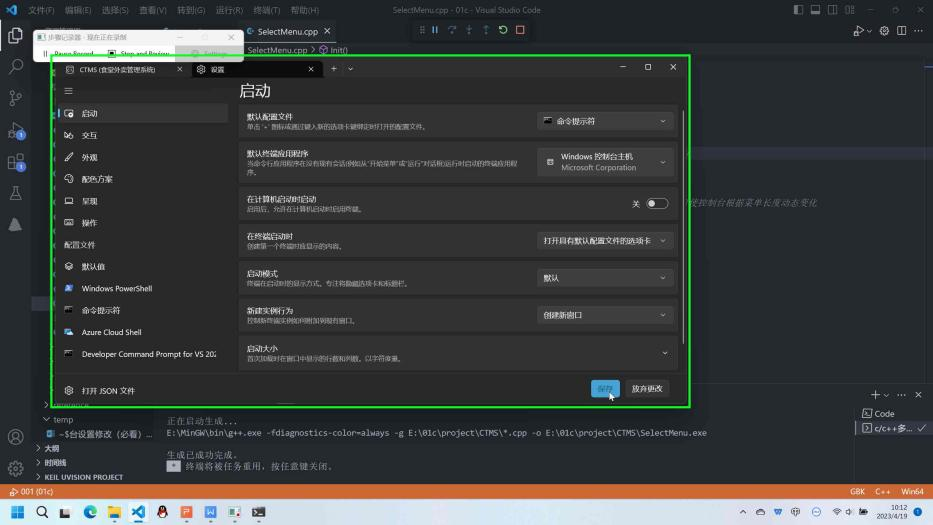 文件(F) 编辑(E) 选择(S) 查看(V) 转到(G) 运行(R) 终端(T) 帮助(H) SelectMenu.cpp - 01c - Visual Studio Code
步骤记录器 - 现在正在录制
Pause Record Stop and Review Settings
SelectMenu.cpp
SelectMenu.cpp > Init()
CTMS (食堂外卖管理系统) 设置
启动
启动
交互
外观
配色方案
呈现
操作
配置文件
默认值
Windows PowerShell
命令提示符
Azure Cloud Shell
Developer Command Prompt for VS 202
打开 JSON 文件
默认配置文件
单击"+"图标或通过键入新的选项卡键绑定时打开的配置文件。
命令提示符
默认终端应用程序
当命令行应用程序在没有现有会话(例如从"开始菜单"或"运行"对话框)运行时启动的终端应用程序。
Windows 控制台主机
Microsoft Corporation
在计算机启动时启动
启用后，允许在计算机启动时启用终端。
关
在终端启动时
创建第一个终端时应显示的内容。
打开具有默认配置文件的选项卡
启动模式
终端在启动时的显示方式。专注将隐藏选项卡和标题栏。
默认
新建实例行为
控制新终端实例如何附加到现有窗口。
创建新窗口
启动大小
首次加载时在窗口中显示的行数和列数。以字符度量。
保存 放弃更改
使控制台根据菜单长度动态变化
reference
temp
~$台设置修改（必看）...
大纲
时间线
KEIL UVISION PROJECT
正在启动生成...
E:\MinGW\bin\g++.exe -fdiagnostics-color=always -g E:\01c\project\CTMS\*.cpp -o E:\01c\project\CTMS\SelectMenu.exe
生成已成功完成。
* 终端将被任务重用，按任意键关闭。
Code
c/c++多...
001 (01c) GBK C++ Win64
10:12
2023/4/19
1